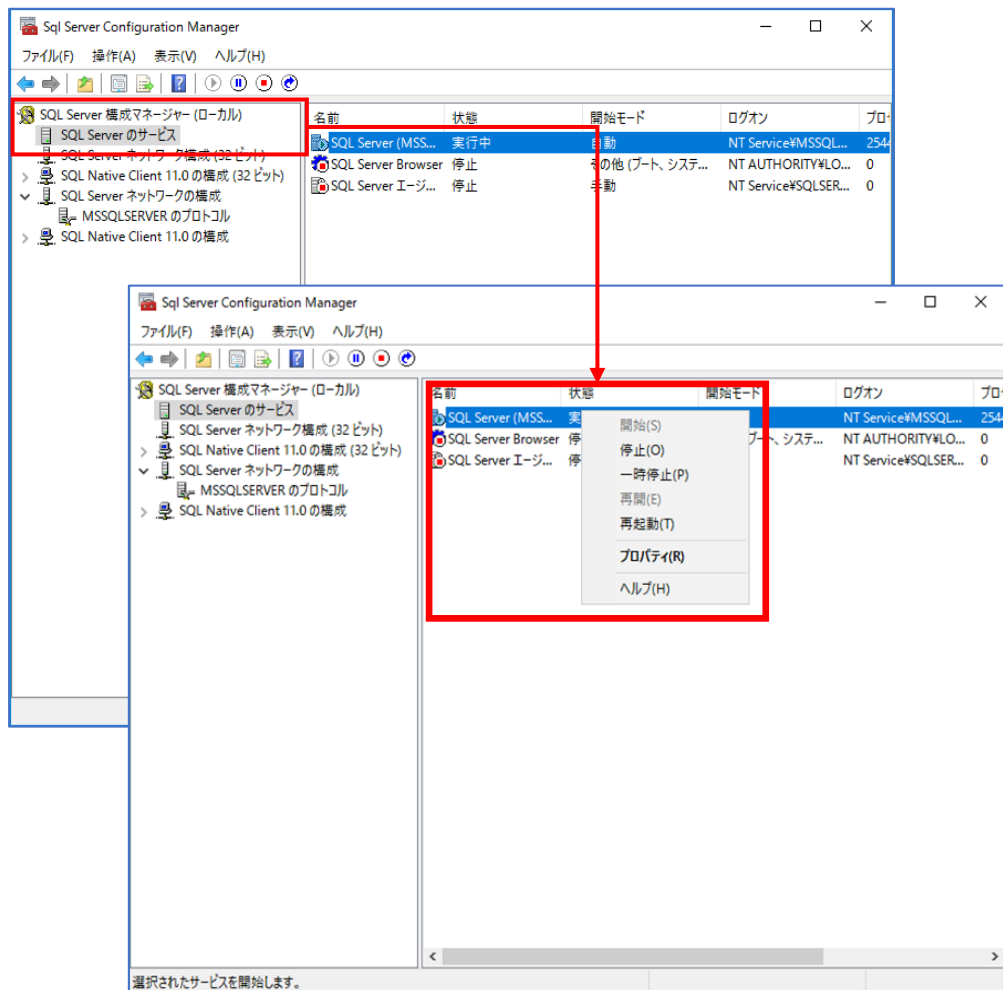 Sql Server Configuration Manager
ファイル(F) 操作(A) 表示(V) ヘルプ(H)
SQL Server 構成マネージャー (ローカル)
SQL Server のサービス
SQL Server ネットワーク構成 (32 ビット)
SQL Native Client 11.0 の構成 (32 ビット)
SQL Server ネットワークの構成
MSSQLSERVER のプロトコル
SQL Native Client 11.0 の構成
名前 状態 開始モード ログオン プロ
SQL Server (MSS... 実行中 自動 NT Service¥MSSQL... 2544
SQL Server Browser 停止 その他 (ブート、システ... NT AUTHORITY¥LO... 0
SQL Server エージ... 停止 手動 NT Service¥SQLSER... 0
Sql Server Configuration Manager
ファイル(F) 操作(A) 表示(V) ヘルプ(H)
SQL Server 構成マネージャー (ローカル)
SQL Server のサービス
SQL Server ネットワーク構成 (32 ビット)
SQL Native Client 11.0 の構成 (32 ビット)
SQL Server ネットワークの構成
MSSQLSERVER のプロトコル
SQL Native Client 11.0 の構成
名前 状態 開始モード ログオン プロ
SQL Server (MSS... 実 NT Service¥MSSQL... 2544
SQL Server Browser 停 ブート、システ... NT AUTHORITY¥LO... 0
SQL Server エージ... 停 NT Service¥SQLSER... 0
開始(S)
停止(O)
一時停止(P)
再開(E)
再起動(T)
プロパティ(R)
ヘルプ(H)
選択されたサービスを開始します。